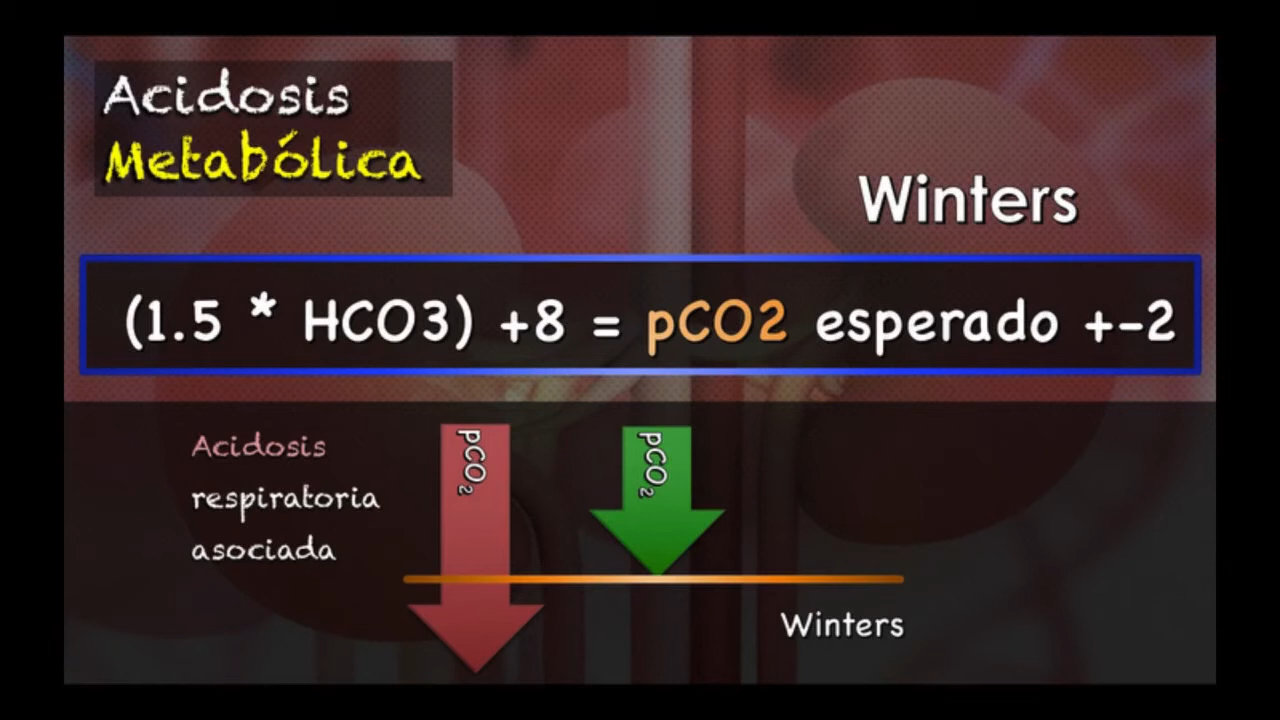 Acidosis
Metabólica
Winters
(1.5 * HCO3) +8 = pCO2 esperado +-2
Acidosis
respiratoria
asociada
pCO₂
pCO₂
Winters